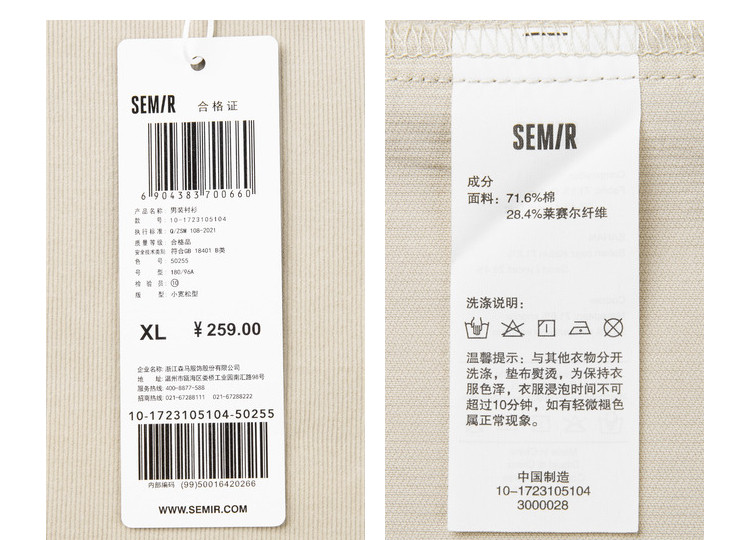 SEMIR 合格证
6 904383 700660
产品名称: 男装衬衫
款 号: 10-1723105104
执行标准: Q/ZSM 108-2021
质量等级: 合格品
安全技术类别: 符合GB 18401 B类
色 号: 50255
号 型: 180/96A
检 验 员: ⑩
版 型: 小宽松型
XL ¥259.00
企业名称: 浙江森马服饰股份有限公司
地 址: 温州市瓯海区娄桥工业园南汇路98号
服务热线: 400-8877-588
招商热线: 021-67288111 021-67288222
10-1723105104-50255
内部编码 (99)50016420266
WWW.SEMIR.COM
SEMIR
成分
面料: 71.6%棉
28.4%莱赛尔纤维
洗涤说明:
温馨提示: 与其他衣物分开
洗涤, 垫布熨烫, 为保持衣
服色泽, 衣服浸泡时间不可
超过10分钟, 如有轻微褪色
属正常现象。
中国制造
10-1723105104
3000028